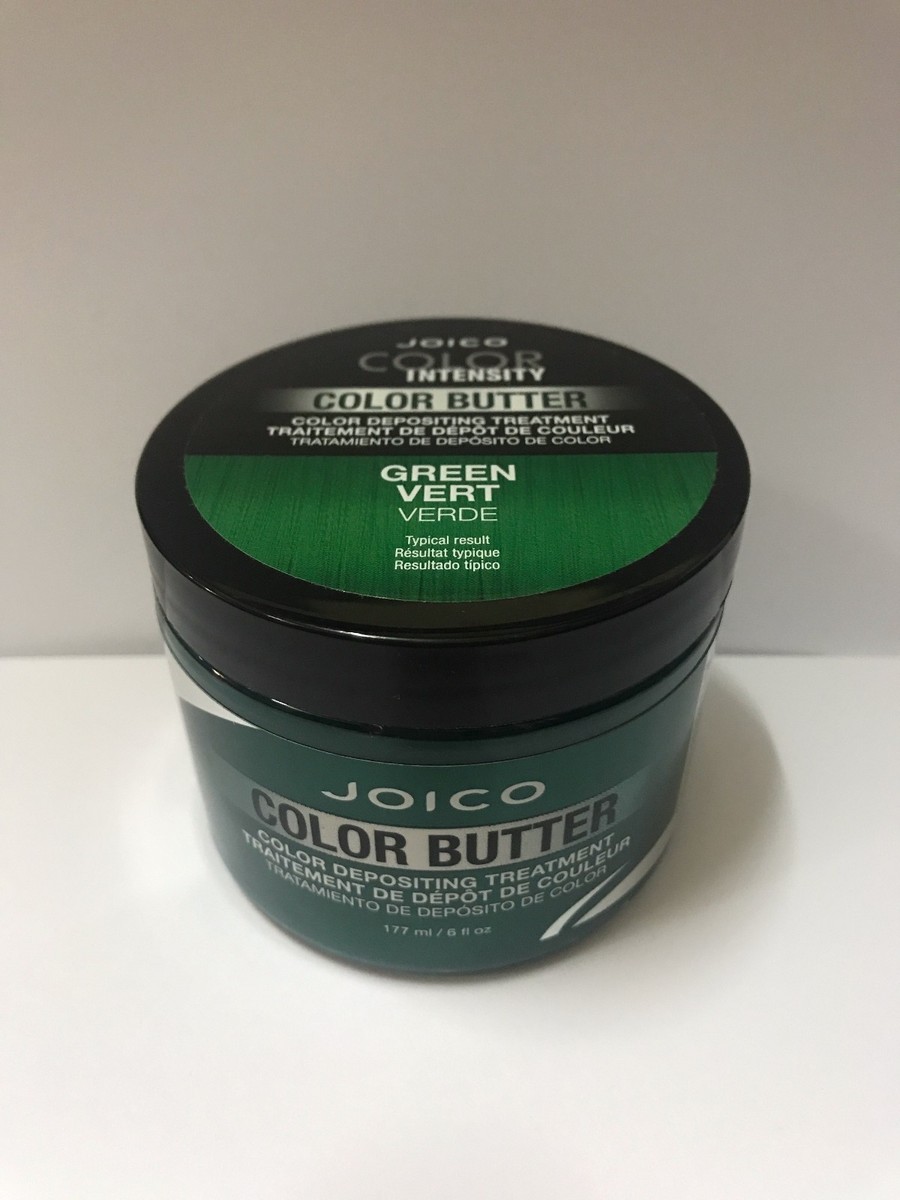 JOICO
COLOR
INTENSITY
COLOR BUTTER
COLOR DEPOSITING TREATMENT
TRAITEMENT DE DÉPÔT DE COULEUR
TRATAMIENTO DE DEPÓSITO DE COLOR
GREEN
VERT
VERDE
Typical result
Résultat typique
Resultado típico
JOICO
COLOR BUTTER
COLOR DEPOSITING TREATMENT
TRAITEMENT DE DÉPÔT DE COULEUR
TRATAMIENTO DE DEPÓSITO DE COLOR
177 ml / 6 fl oz